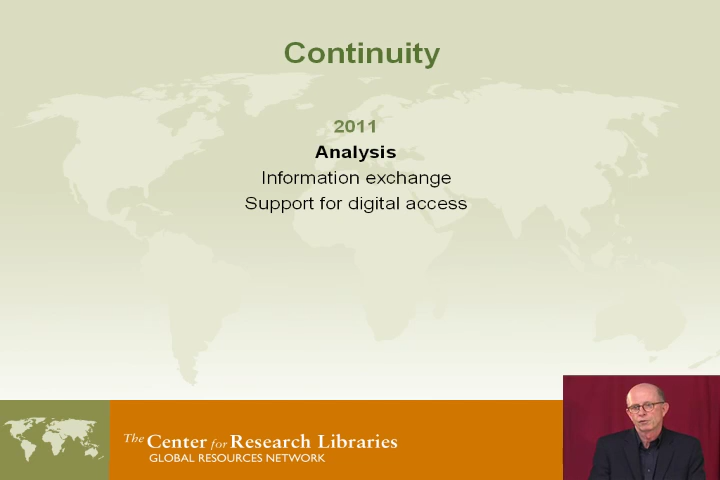 Continuity
2011
Analysis
Information exchange
Support for digital access
The Center for Research Libraries
GLOBAL RESOURCES NETWORK